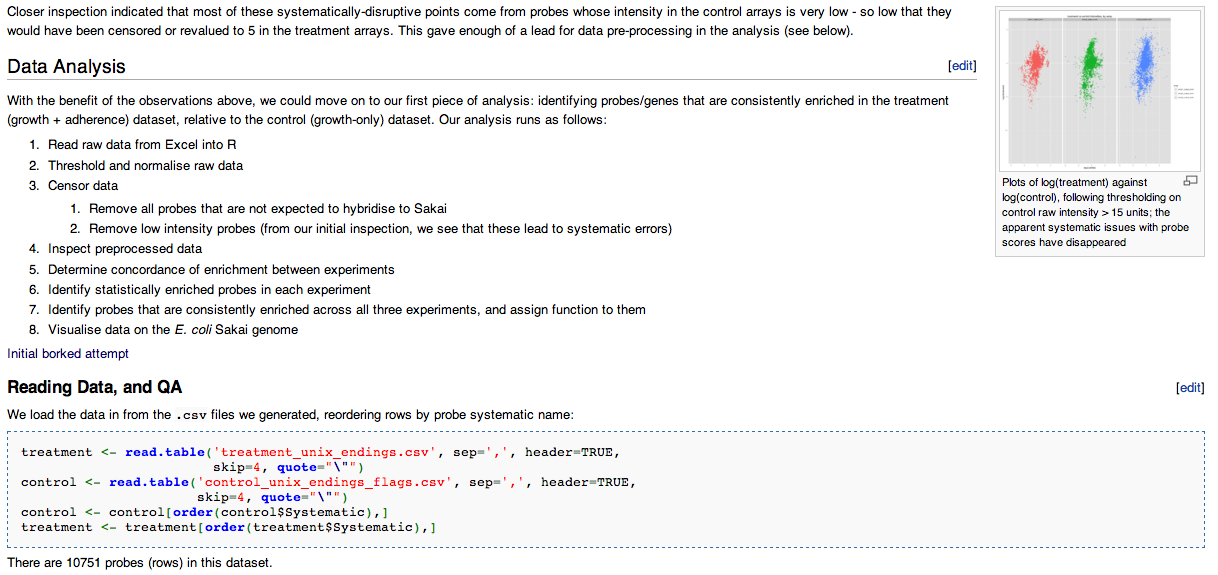 Closer inspection indicated that most of these systematically-disruptive points come from probes whose intensity in the control arrays is very low - so low that they
would have been censored or revalued to 5 in the treatment arrays. This gave enough of a lead for data pre-processing in the analysis (see below).
Data Analysis
[edit]
With the benefit of the observations above, we could move on to our first piece of analysis: identifying probes/genes that are consistently enriched in the treatment
(growth + adherence) dataset, relative to the control (growth-only) dataset. Our analysis runs as follows:
1. Read raw data from Excel into R
2. Threshold and normalise raw data
3. Censor data
1. Remove all probes that are not expected to hybridise to Sakai
2. Remove low intensity probes (from our initial inspection, we see that these lead to systematic errors)
4. Inspect preprocessed data
5. Determine concordance of enrichment between experiments
6. Identify statistically enriched probes in each experiment
7. Identify probes that are consistently enriched across all three experiments, and assign function to them
8. Visualise data on the E. coli Sakai genome
Plots of log(treatment) against
log(control), following thresholding on
control raw intensity > 15 units; the
apparent systematic issues with probe
scores have disappeared
Initial borked attempt
Reading Data, and QA
[edit]
We load the data in from the .csv files we generated, reordering rows by probe systematic name:
treatment <- read.table('treatment_unix_endings.csv', sep=',', header=TRUE,
skip=4, quote="\"")
control <- read.table('control_unix_endings_flags.csv', sep=',', header=TRUE,
skip=4, quote="\"")
control <- control[order(control$Systematic),]
treatment <- treatment[order(treatment$Systematic),]
There are 10751 probes (rows) in this dataset.